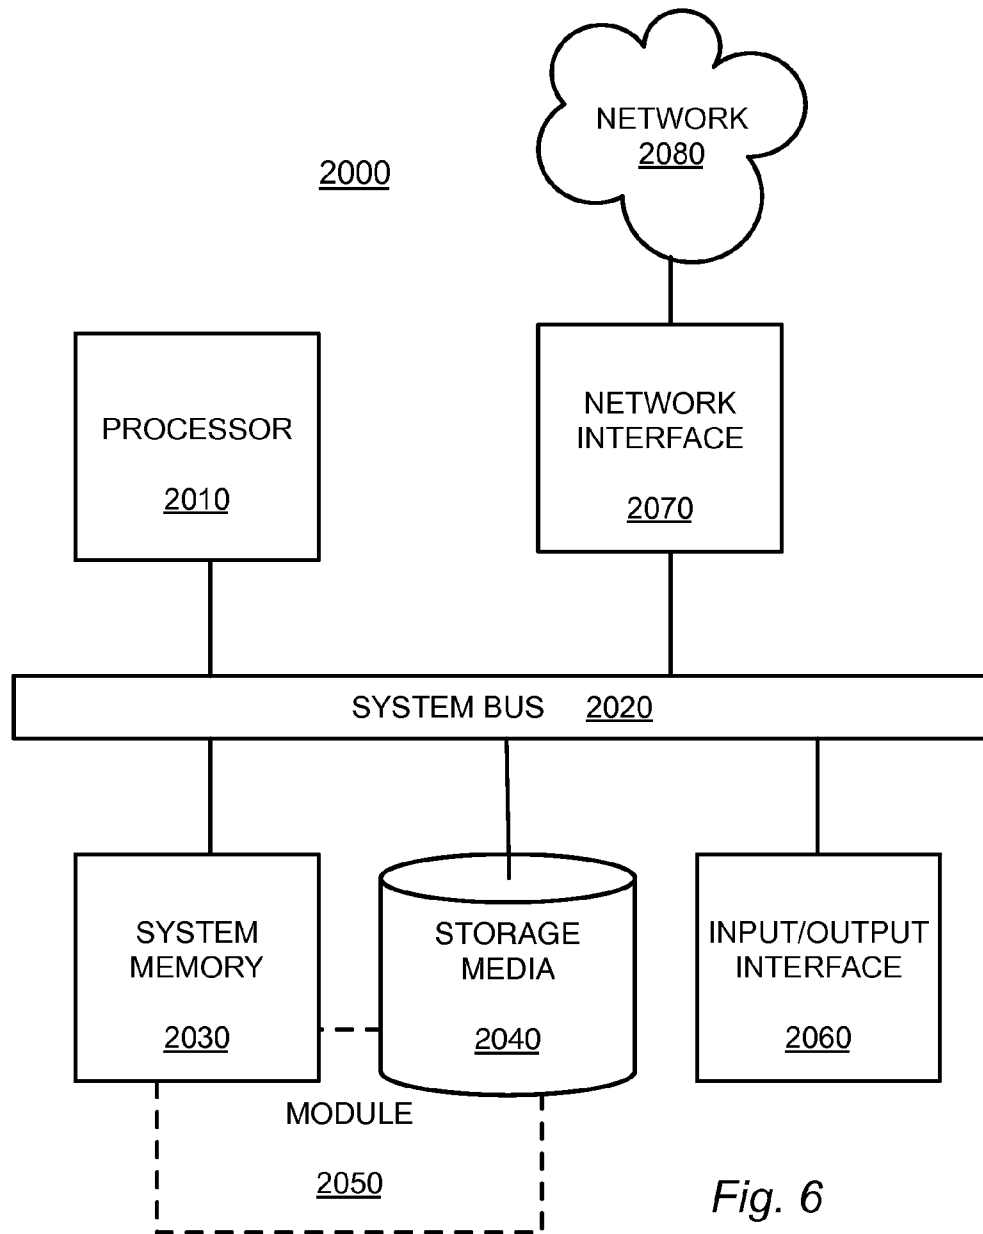 NETWORK
2080
2000
PROCESSOR
2010
NETWORK
INTERFACE
2070
SYSTEM BUS 2020
SYSTEM
MEMORY
2030
STORAGE
MEDIA
2040
INPUT/OUTPUT
INTERFACE
2060
MODULE
2050
Fig. 6